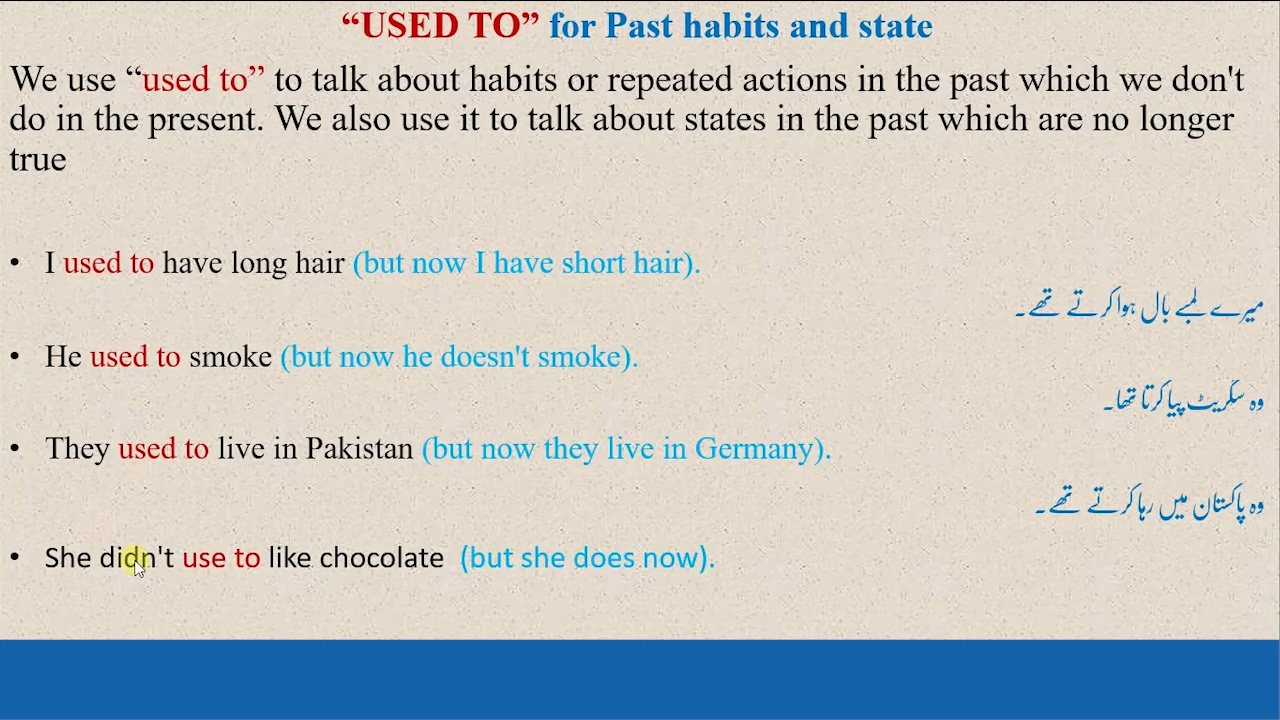 “USED TO” for Past habits and state
We use “used to” to talk about habits or repeated actions in the past which we don't
do in the present. We also use it to talk about states in the past which are no longer
true
• I used to have long hair (but now I have short hair).
میرے لمبے بال ہوا کرتے تھے۔
• He used to smoke (but now he doesn't smoke).
وہ سگریٹ پیا کرتا تھا۔
• They used to live in Pakistan (but now they live in Germany).
وہ پاکستان میں رہا کرتے تھے۔
• She didn't use to like chocolate (but she does now).